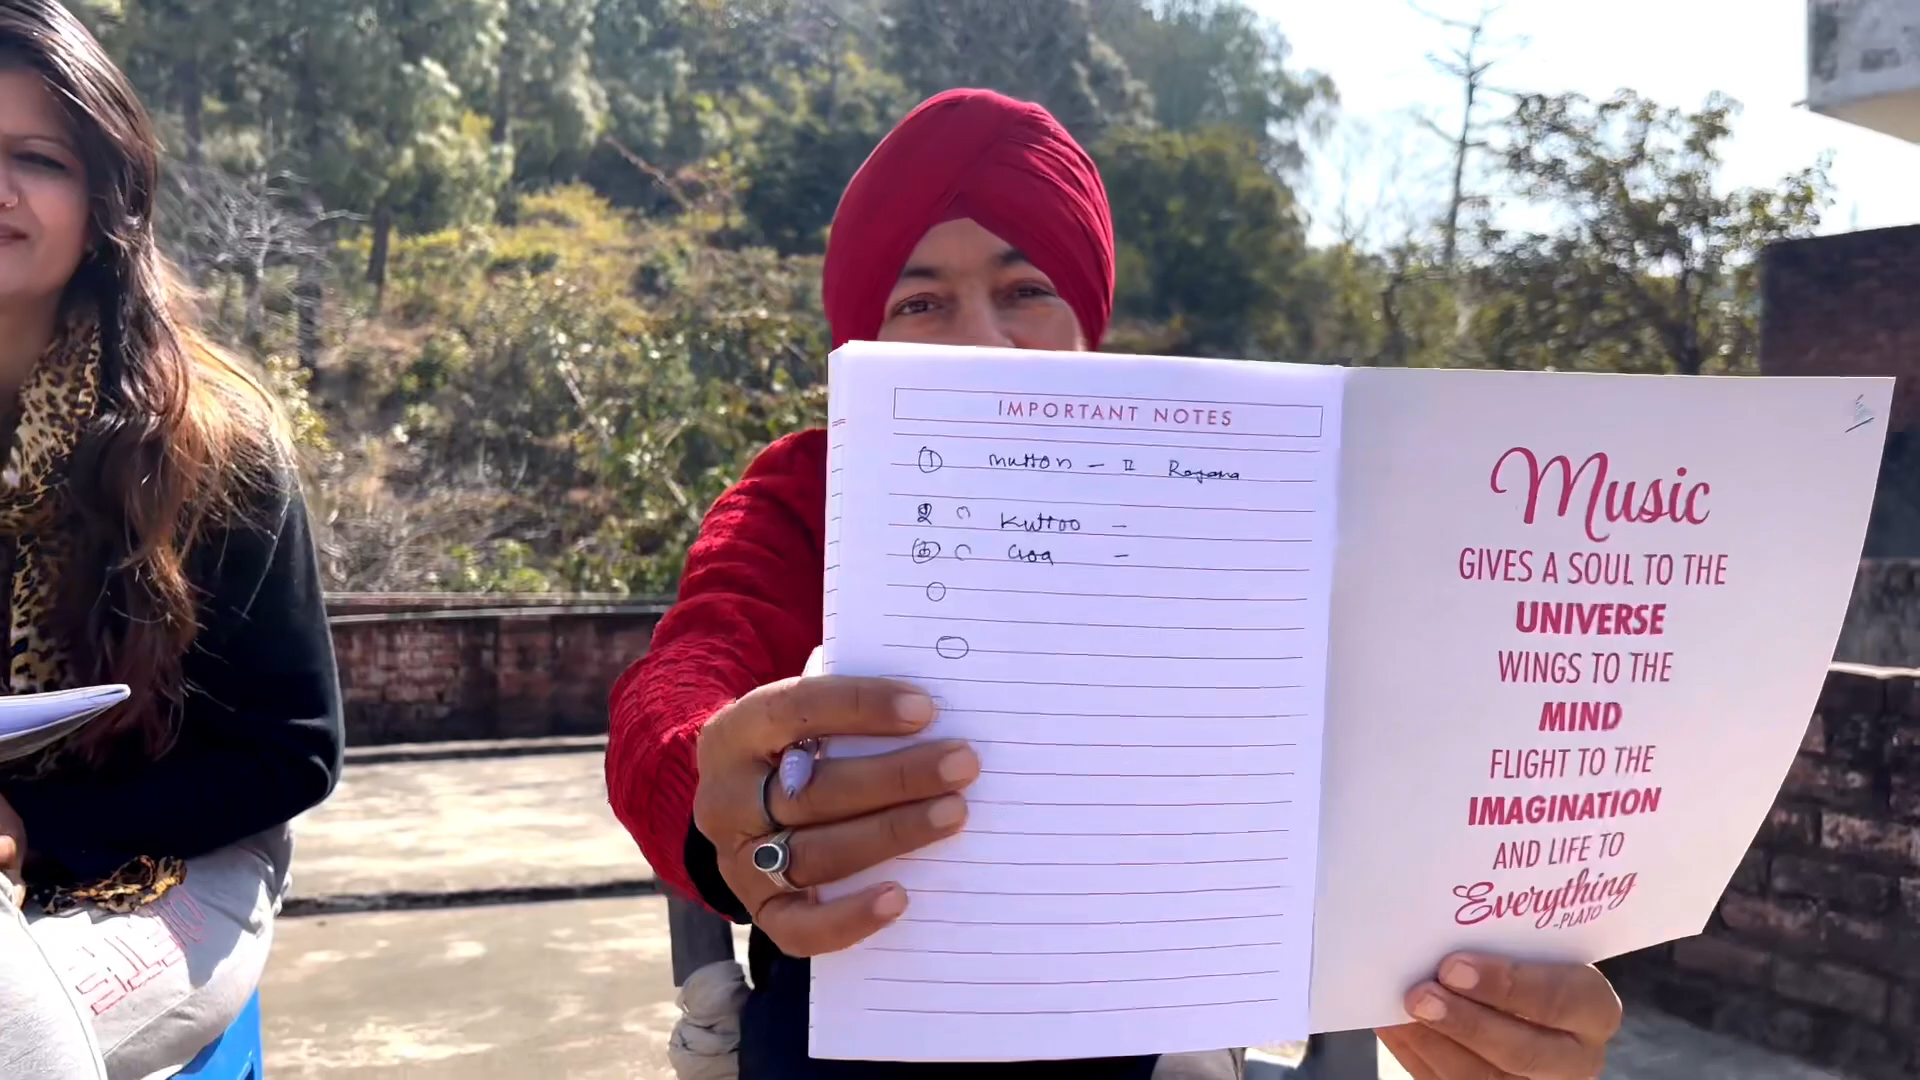 IMPORTANT NOTES
① mutton - II Rogana
2 Kuttoo -
③ Goa -
Music
GIVES A SOUL TO THE
UNIVERSE
WINGS TO THE
MIND
FLIGHT TO THE
IMAGINATION
AND LIFE TO
Everything
-PLATO